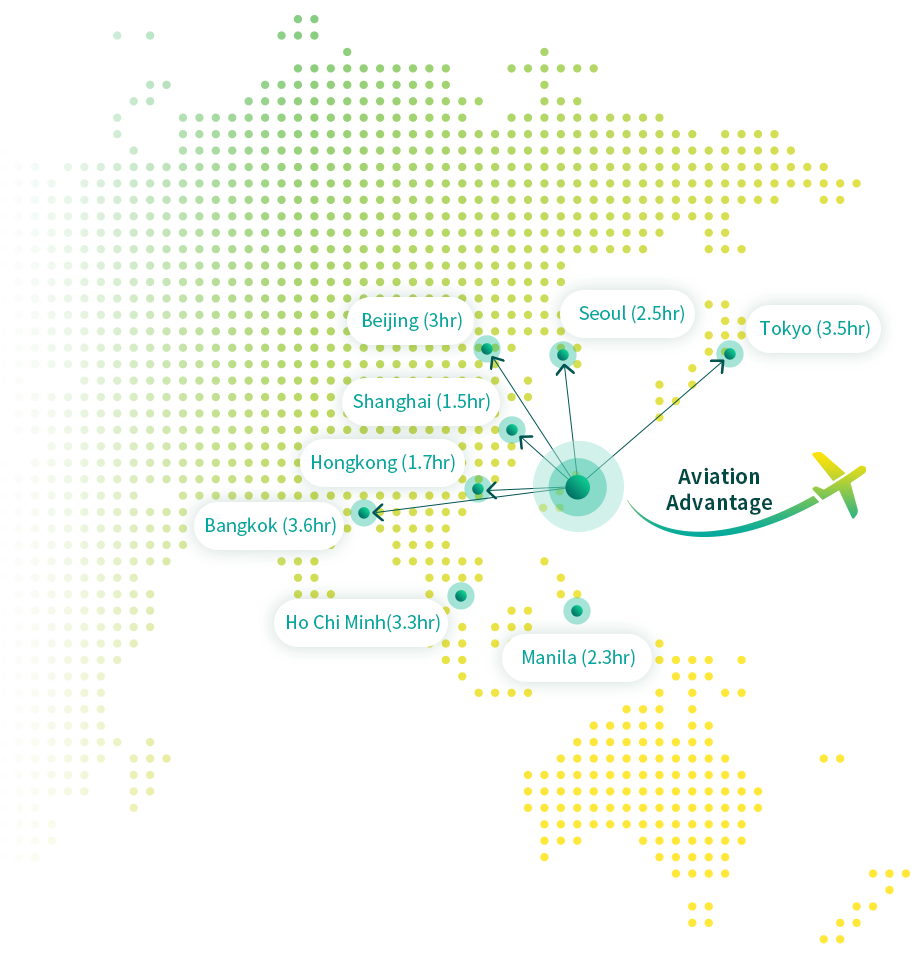 Seoul (2.5hr)
Beijing (3hr)
Tokyo (3.5hr)
Shanghai (1.5hr)
Hongkong (1.7hr)
Aviation
Advantage
Bangkok (3.6hr)
Ho Chi Minh(3.3hr)
Manila (2.3hr)